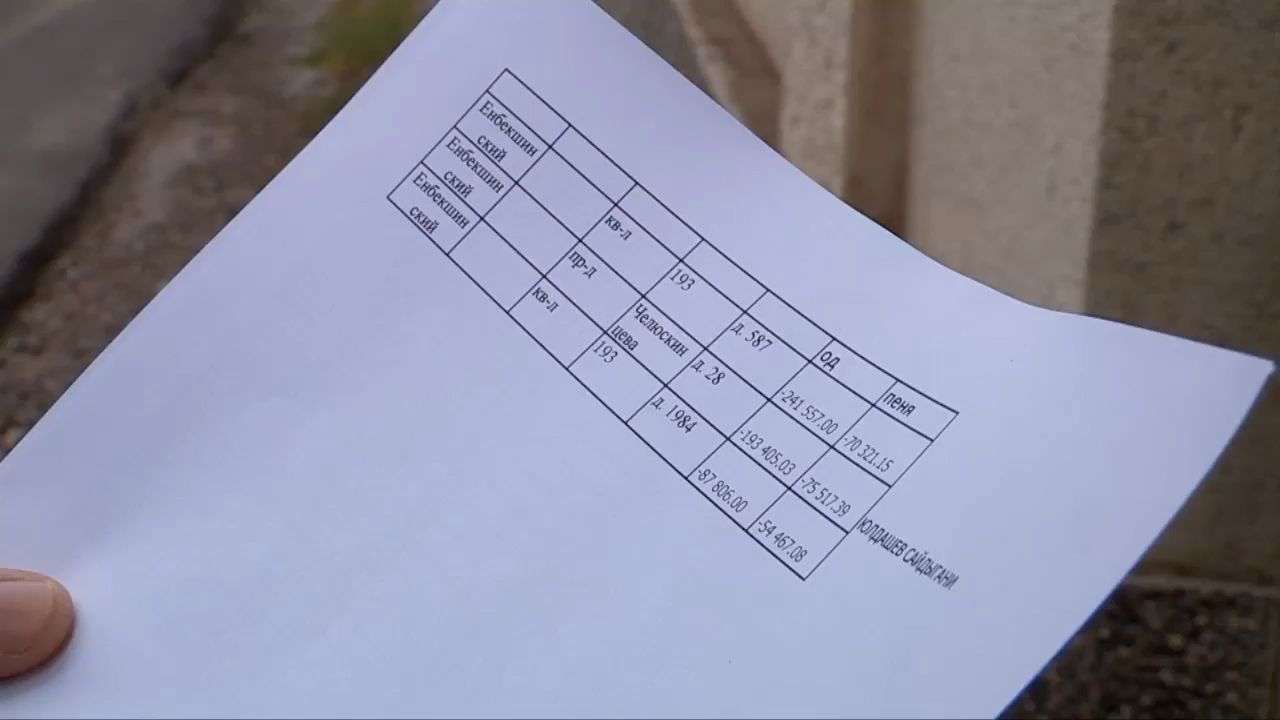 од пеня
Енбекшин
ский кв-л 193 д. 587 -241 557.00 -70 321.15
Енбекшин
ский пр-д Челюскин
цева д. 28 -193 405.03 -75 517.39 ЮЛДАШЕВ САЙДЫГАНИ
Енбекшин
ский кв-л 193 д. 1984 -87 806.00 -54 467.08